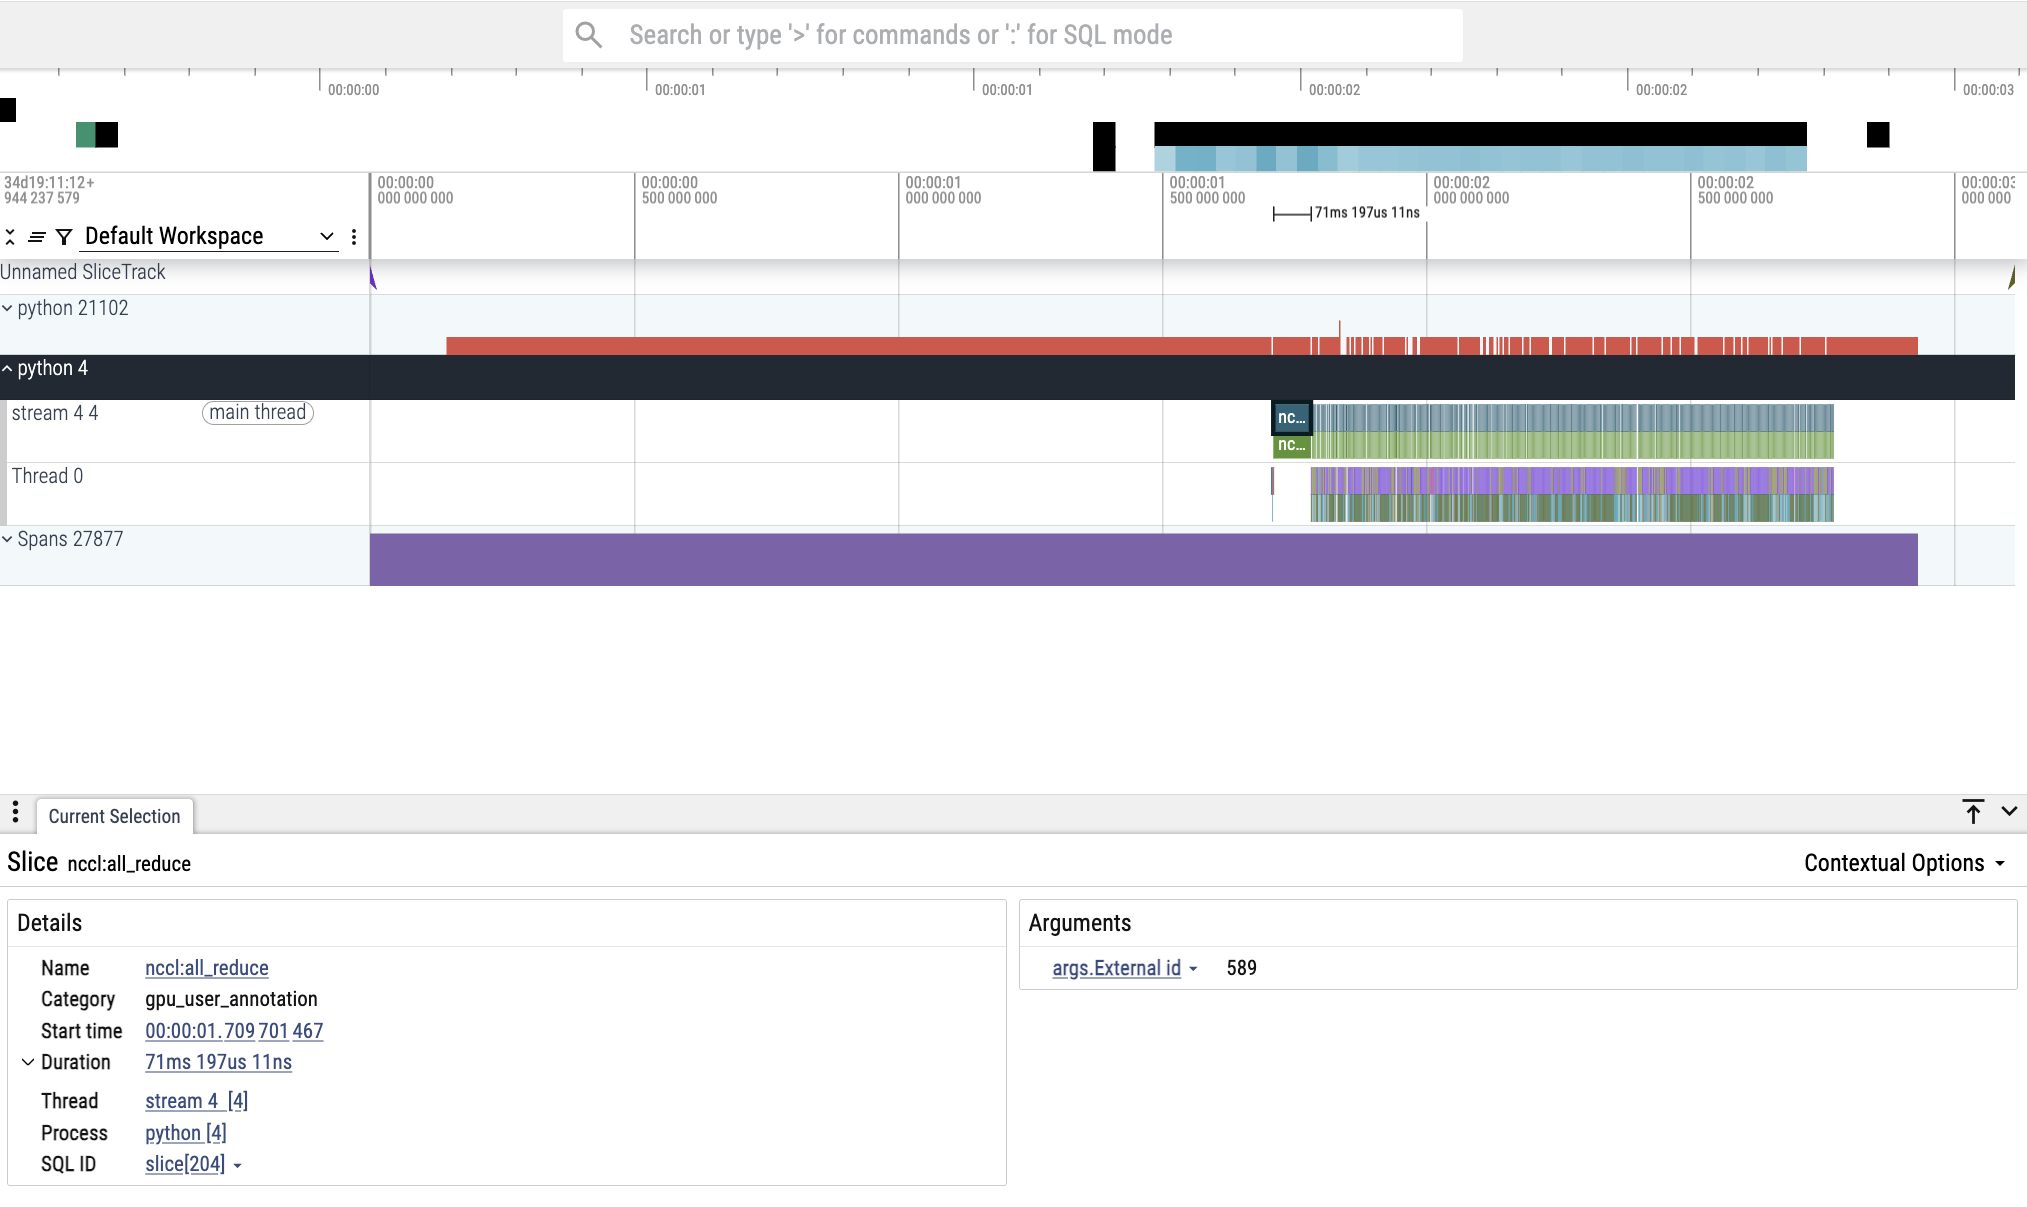 Search or type '>' for commands or ':' for SQL mode
00:00:00 00:00:01 00:00:01 00:00:02 00:00:02 00:00:03
34d19:11:12+ 00:00:00 00:00:00 00:00:01 00:00:01 00:00:02 00:00:02 00:00:03
944 237 579 000 000 000 500 000 000 000 000 000 500 000 000 000 000 000 500 000 000 000 000
71ms 197us 11ns
Default Workspace
Unnamed SliceTrack
python 21102
python 4
stream 4 4 main thread nc...
nc...
Thread 0
Spans 27877
Current Selection
Slice nccl:all_reduce Contextual Options
Details
Name nccl:all_reduce
Category gpu_user_annotation
Start time 00:00:01.709 701 467
Duration 71ms 197us 11ns
Thread stream 4 [4]
Process python [4]
SQL ID slice[204]
Arguments
args.External id 589